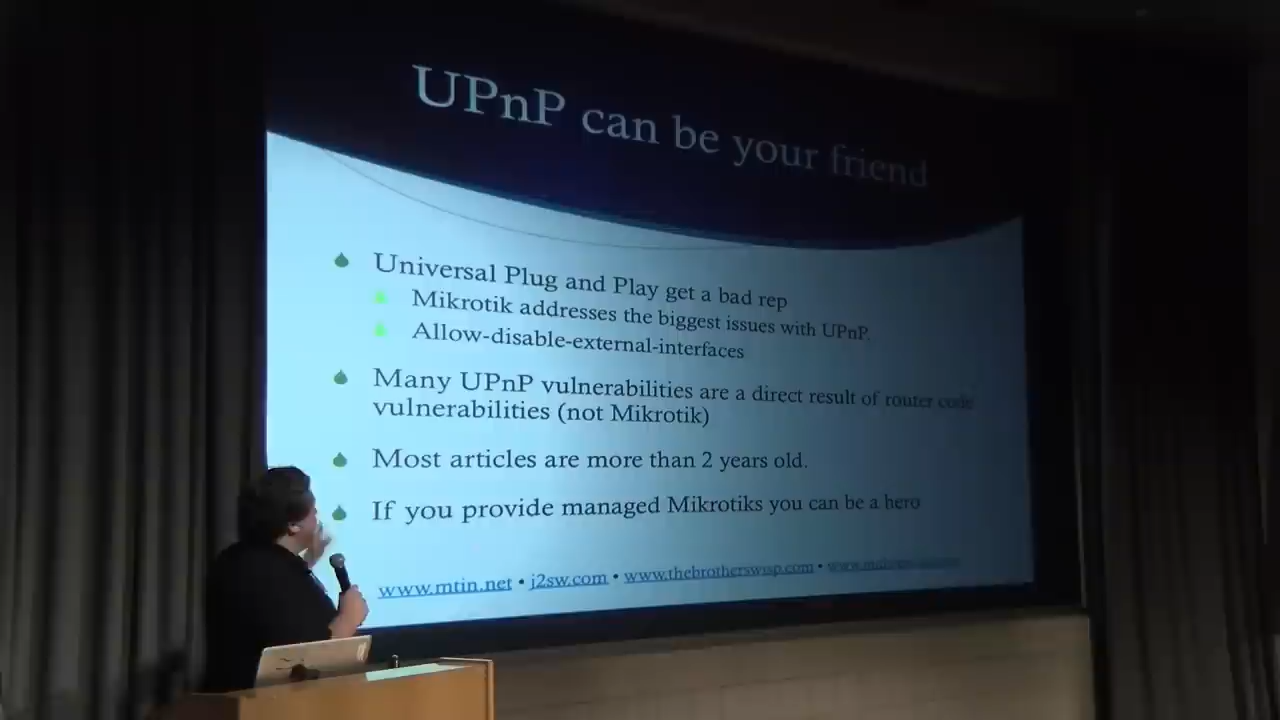 UPnP can be your friend
Universal Plug and Play get a bad rep
Mikrotik addresses the biggest issues with UPnP.
Allow-disable-external-interfaces
Many UPnP vulnerabilities are a direct result of router code
vulnerabilities (not Mikrotik)
Most articles are more than 2 years old.
If you provide managed Mikrotiks you can be a hero
www.mtin.net • j2sw.com • www.thebrotherswisp.com •